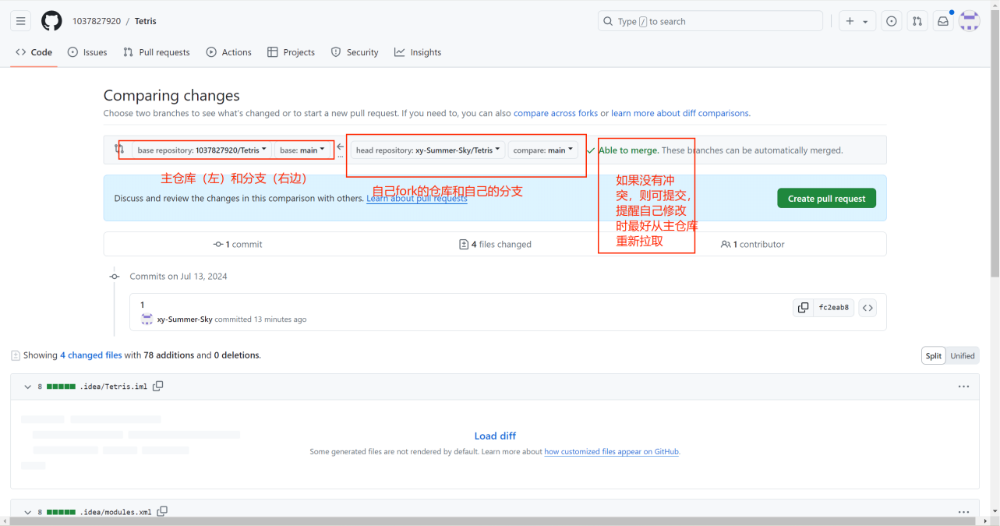 1037827920 / Tetris
Type / to search
Code Issues Pull requests Actions Projects Security Insights
Comparing changes
Choose two branches to see what's changed or to start a new pull request. If you need to, you can also compare across forks or learn more about diff comparisons.
base repository: 1037827920/Tetris base: main ... head repository: xy-Summer-Sky/Tetris compare: main Able to merge. These branches can be automatically merged.
主仓库（左）和分支（右边）
自己fork的仓库和自己的分支
如果没有冲
突，则可提交，
提醒自己修改
时最好从主仓库
重新拉取
Discuss and review the changes in this comparison with others. Learn about pull requests
Create pull request
1 commit 4 files changed 1 contributor
Commits on Jul 13, 2024
1
xy-Summer-Sky committed 13 minutes ago
fc2eab8
Showing 4 changed files with 78 additions and 0 deletions.
Split Unified
8 .idea/Tetris.iml
Load diff
Some generated files are not rendered by default. Learn more about how customized files appear on GitHub.
8 .idea/modules.xml